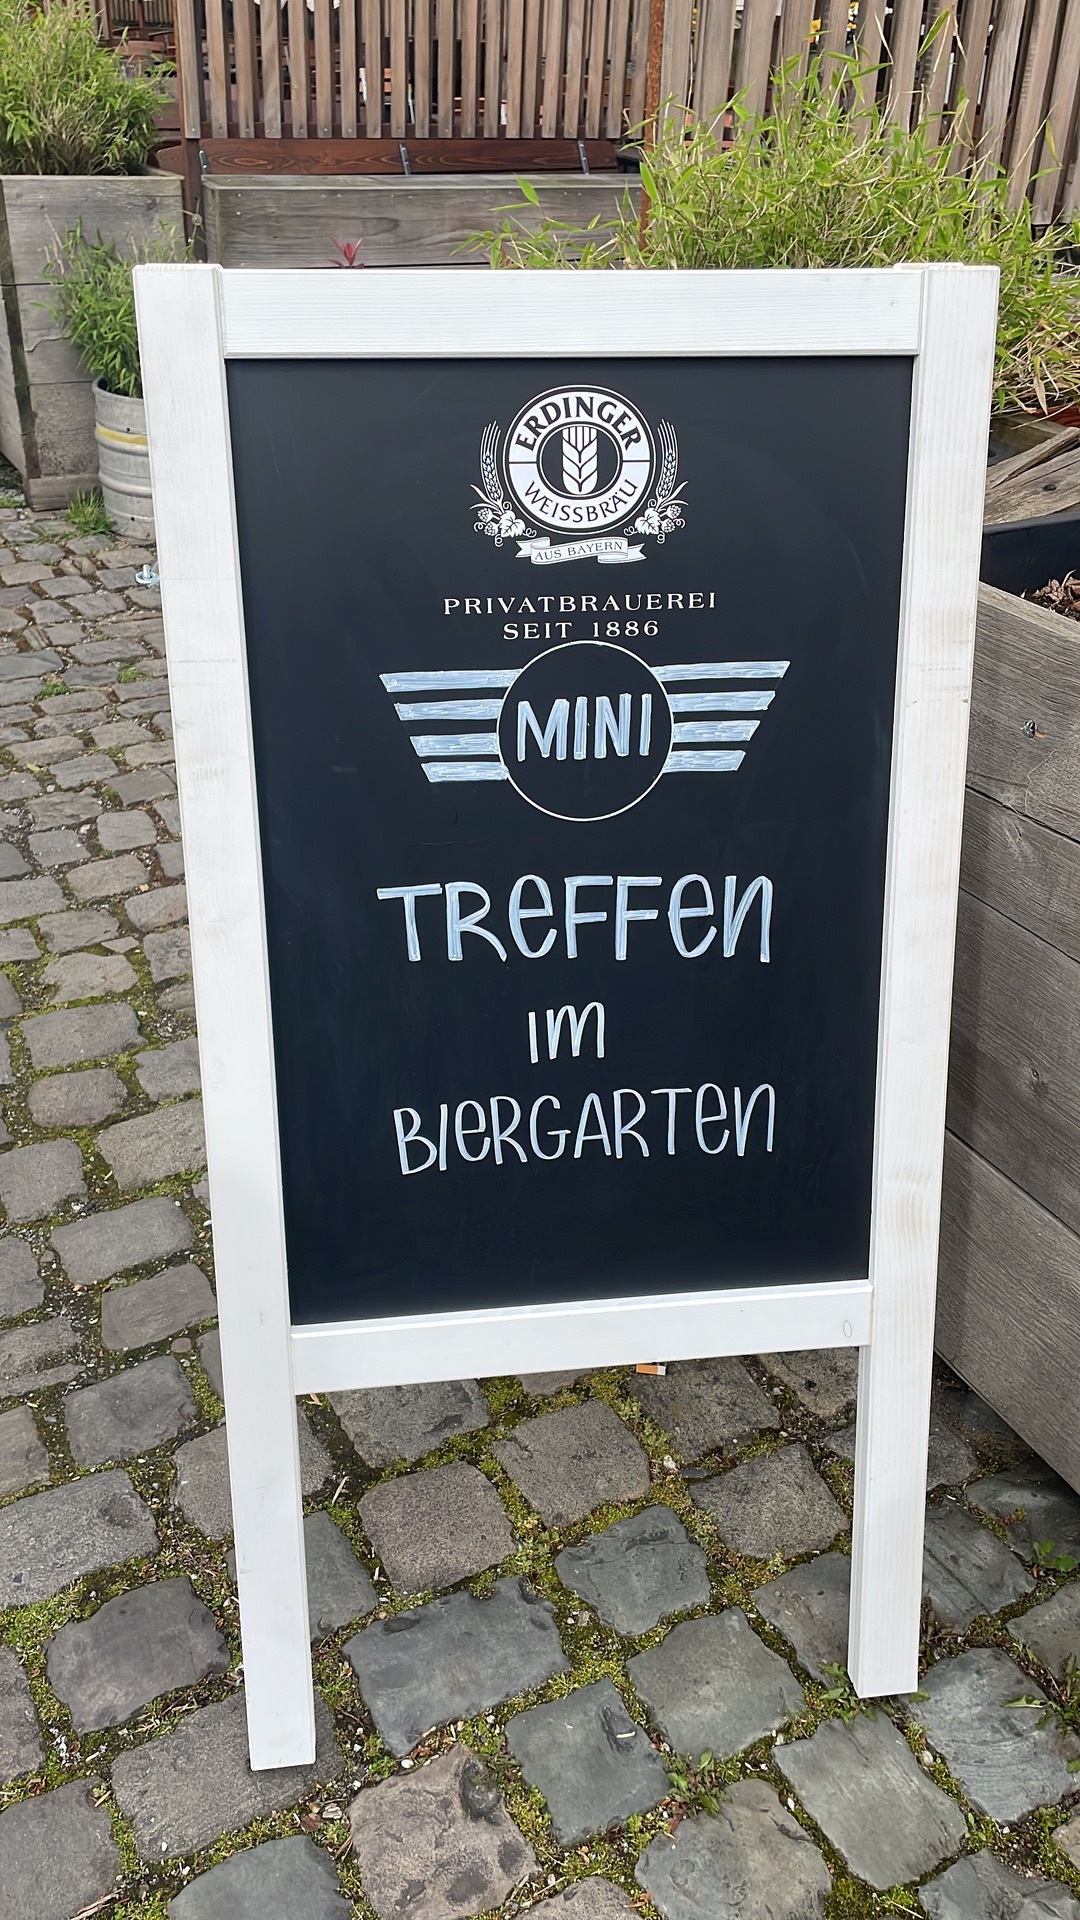 ERDINGER
WEISSBRÄU
AUS BAYERN
PRIVATBRAUEREI
SEIT 1886
MINI
TReFFen
im
BIeRGARTen